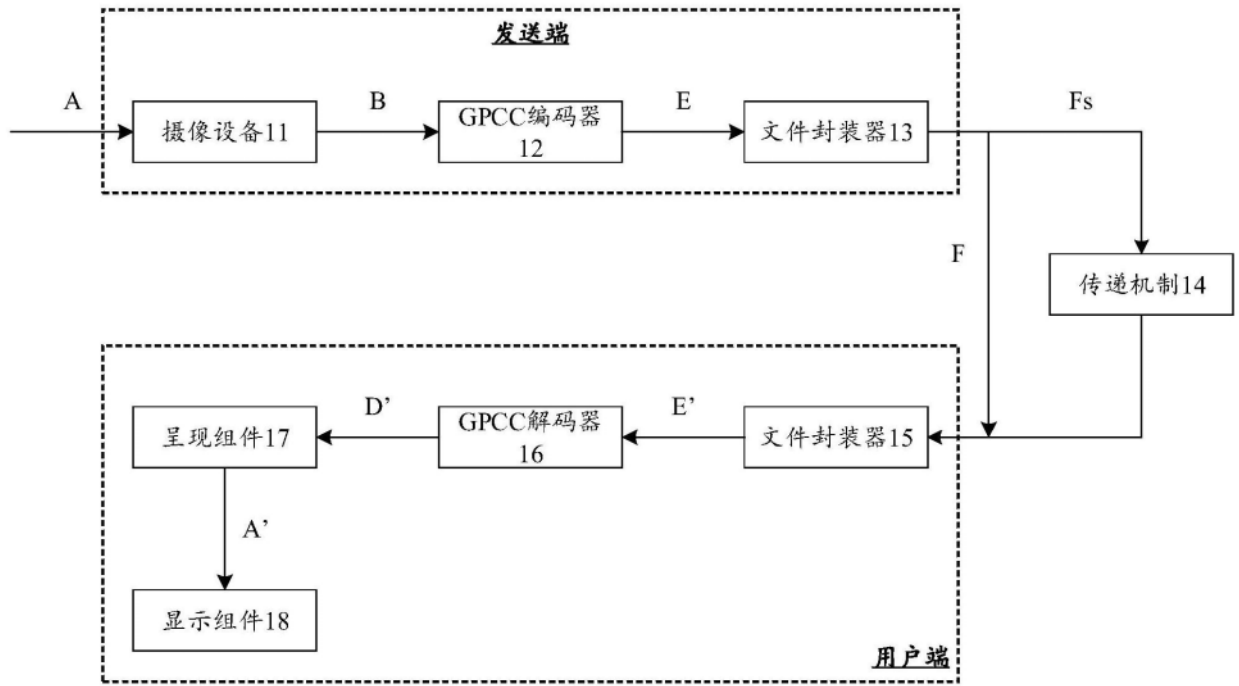 发送端
A
摄像设备11
B
GPCC编码器
12
E
文件封装器13
Fs
F
传递机制14
呈现组件17
D’
GPCC解码器
16
E’
文件封装器15
A’
显示组件18
用户端